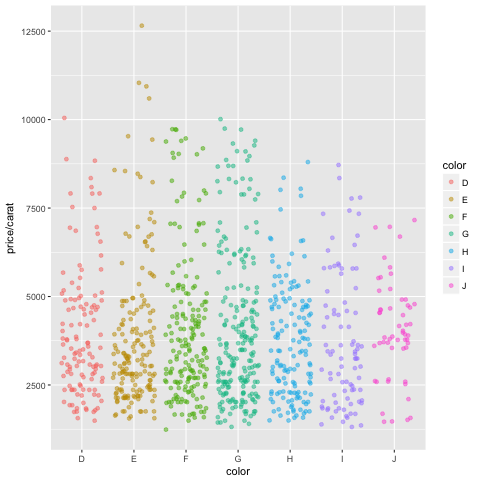 12500
10000
7500
5000
2500
price/carat
D E F G H I J
color
color
D
E
F
G
H
I
J